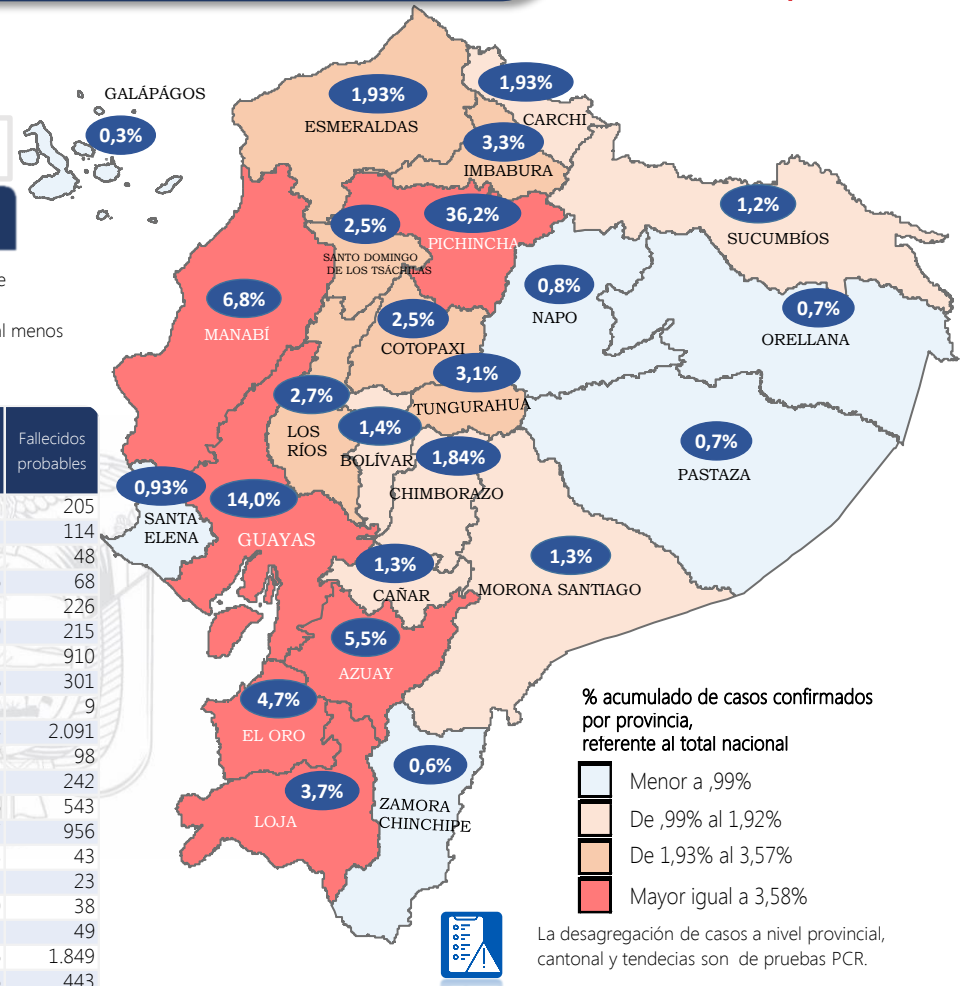 GALÁPÁGOS
0,3%
1,93%
ESMERALDAS
1,93%
CARCHI
3,3%
IMBABURA
36,2%
PICHINCHA
2,5%
SANTO DOMINGO
DE LOS TSÁCHILAS
1,2%
SUCUMBÍOS
6,8%
MANABÍ
0,8%
NAPO
0,7%
ORELLANA
2,5%
COTOPAXI
3,1%
TUNGURAHUA
2,7%
LOS
RÍOS
1,4%
BOLÍVAR
1,84%
CHIMBORAZO
0,7%
PASTAZA
0,93%
SANTA
ELENA
14,0%
GUAYAS
1,3%
CAÑAR
1,3%
MORONA SANTIAGO
5,5%
AZUAY
4,7%
EL ORO
3,7%
LOJA
0,6%
ZAMORA
CHINCHIPE
al menos
Fallecidos
probables
205
114
48
68
226
215
910
301
9
2.091
98
242
543
956
43
23
38
49
1.849
443
% acumulado de casos confirmados
por provincia,
referente al total nacional
Menor a ,99%
De ,99% al 1,92%
De 1,93% al 3,57%
Mayor igual a 3,58%
La desagregación de casos a nivel provincial,
cantonal y tendecias son de pruebas PCR.